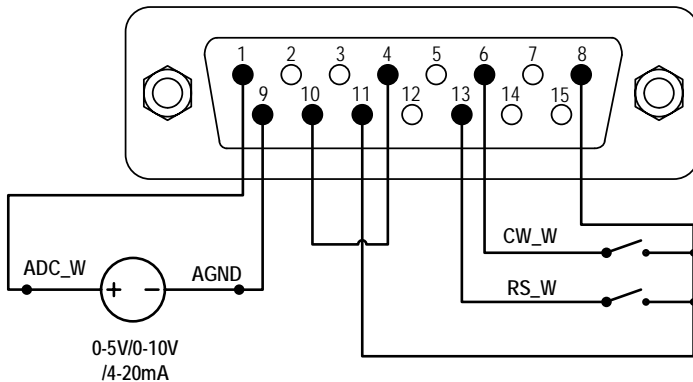 1 2 3 4 5 6 7 8
9 10 11 12 13 14 15
CW_W
ADC_W + − AGND
RS_W
0-5V/0-10V
/4-20mA